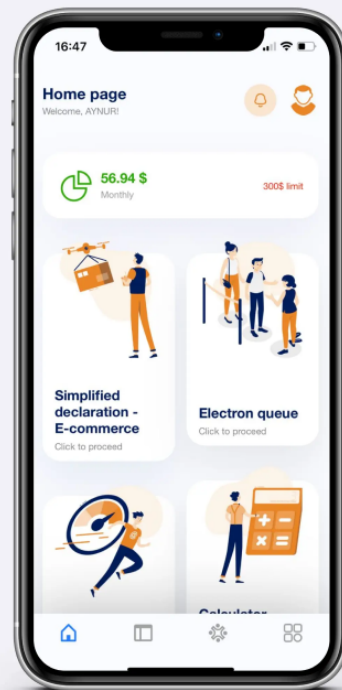 16:47
Home page
Welcome, AYNUR!
56.94 $
Monthly
300$ limit
Simplified
declaration -
E-commerce
Click to proceed
Electron queue
Click to proceed
Calculator